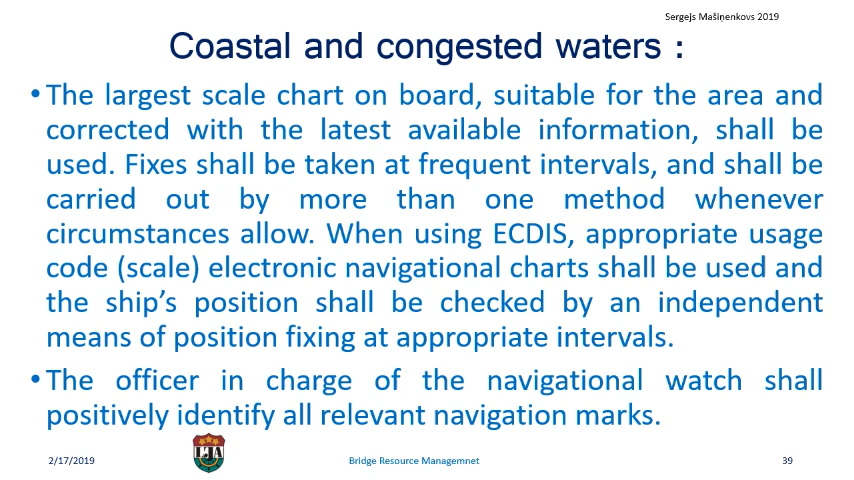 Sergejs Mašiņenkovs 2019
Coastal and congested waters :
•The largest scale chart on board, suitable for the area and
corrected with the latest available information, shall be
used. Fixes shall be taken at frequent intervals, and shall be
carried out by more than one method whenever
circumstances allow. When using ECDIS, appropriate usage
code (scale) electronic navigational charts shall be used and
the ship’s position shall be checked by an independent
means of position fixing at appropriate intervals.
•The officer in charge of the navigational watch shall
positively identify all relevant navigation marks.
2/17/2019
LJA
Bridge Resource Managemnet
39